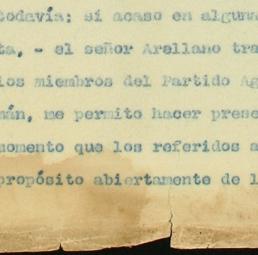 todavía; sí acaso en alguna
ta, - el señor Arellano tra
los miembros del Partido Ag
mán, me permito hacer prese
momento que los referidos a
propósito abiertamente de l